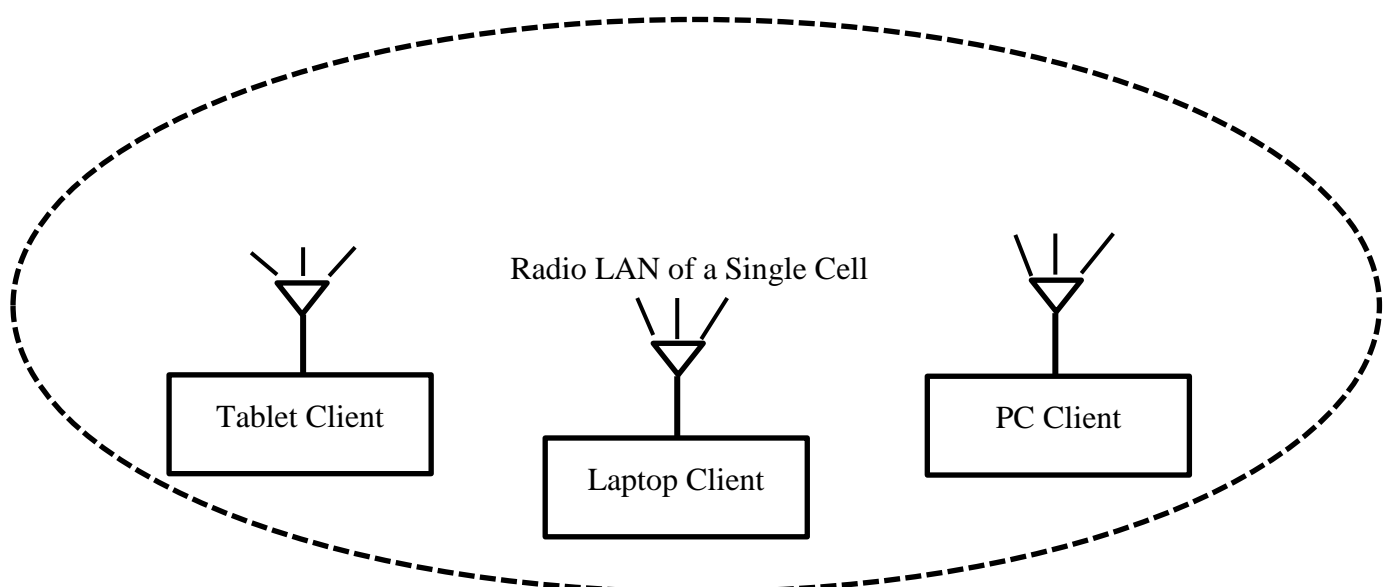 Radio LAN of a Single Cell
Tablet Client
PC Client
Laptop Client